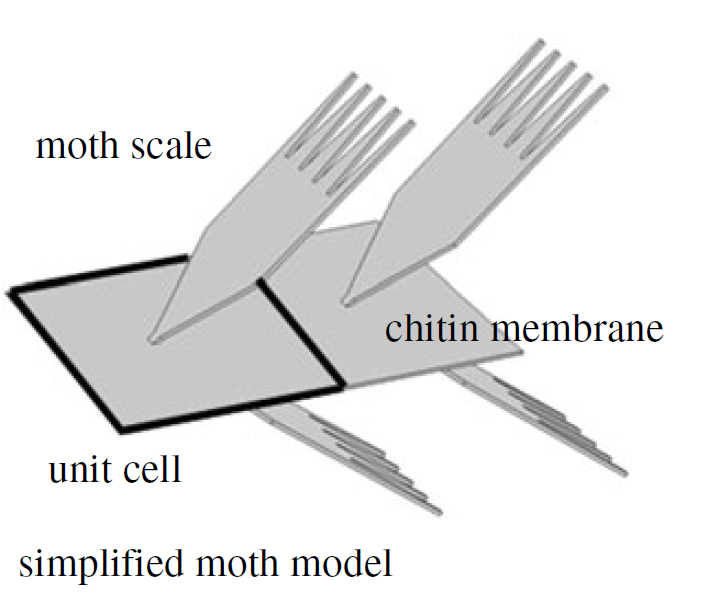 moth scale
chitin membrane
unit cell
simplified moth model